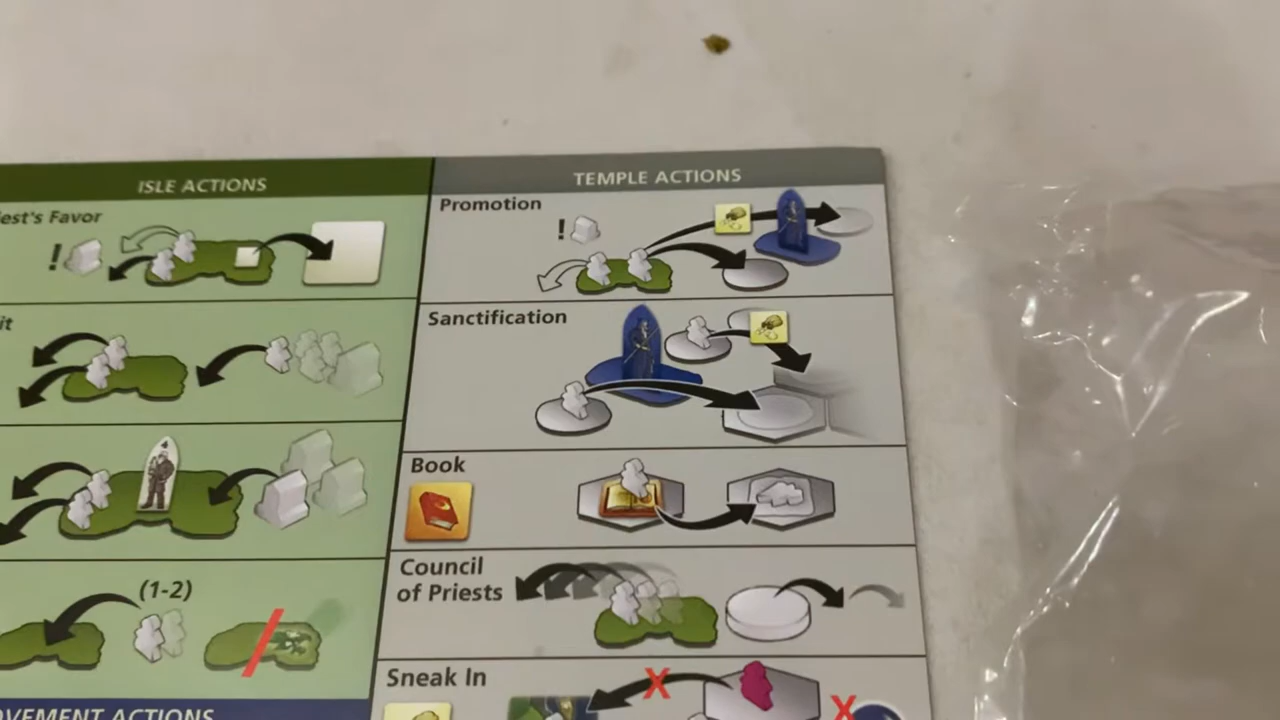 ISLE ACTIONS
est's Favor
!
it
4
(1-2)
OVEMENT ACTIONS
TEMPLE ACTIONS
Promotion
!
Sanctification
Book
Council
of Priests
Sneak In
X
X